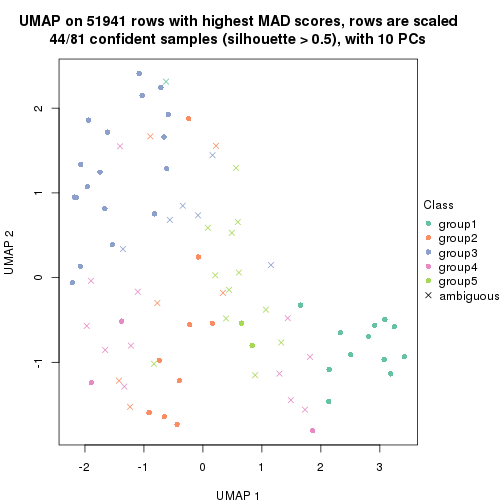 UMAP on 51941 rows with highest MAD scores, rows are scaled
44/81 confident samples (silhouette > 0.5), with 10 PCs
2
1
0
-1
UMAP 2
-2
-1
0
1
2
3
UMAP 1
Class
group1
group2
group3
group4
group5
ambiguous